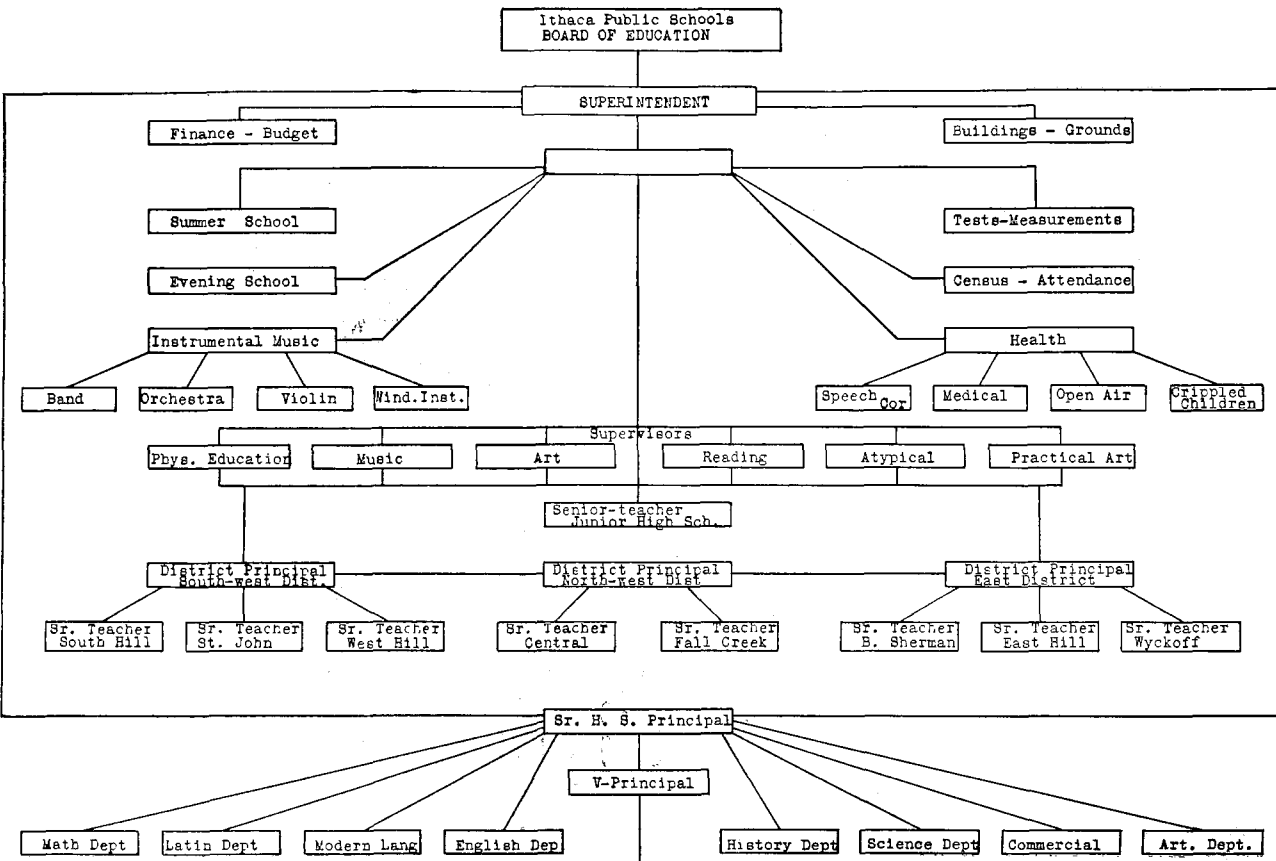 Ithaca Public Schools
BOARD OF EDUCATION
SUPERINTENDENT
Finance - Budget
Buildings - Grounds
Summer School
Tests-Measurements
Evening School
Census - Attendance
Instrumental Music
Health
Band
Orchestra
Violin
Wind.Inst.
Speech
Cor
Medical
Open Air
Crippled
Children
Supervisors
Phys. Education
Music
Art
Reading
Atypical
Practical Art
Senior-teacher
Junior High Sch.
District Principal
South-west Dist.
District Principal
North-west Dist
District Principal
East District
Sr. Teacher
South Hill
Sr. Teacher
St. John
Sr. Teacher
West Hill
Sr. Teacher
Central
Sr. Teacher
Fall Creek
Sr. Teacher
B. Sherman
Sr. Teacher
East Hill
Sr. Teacher
Wyckoff
Sr. H. S. Principal
V-Principal
Math Dept
Latin Dept
Modern Lang
English Dep
History Dept
Science Dept
Commercial
Art. Dept.